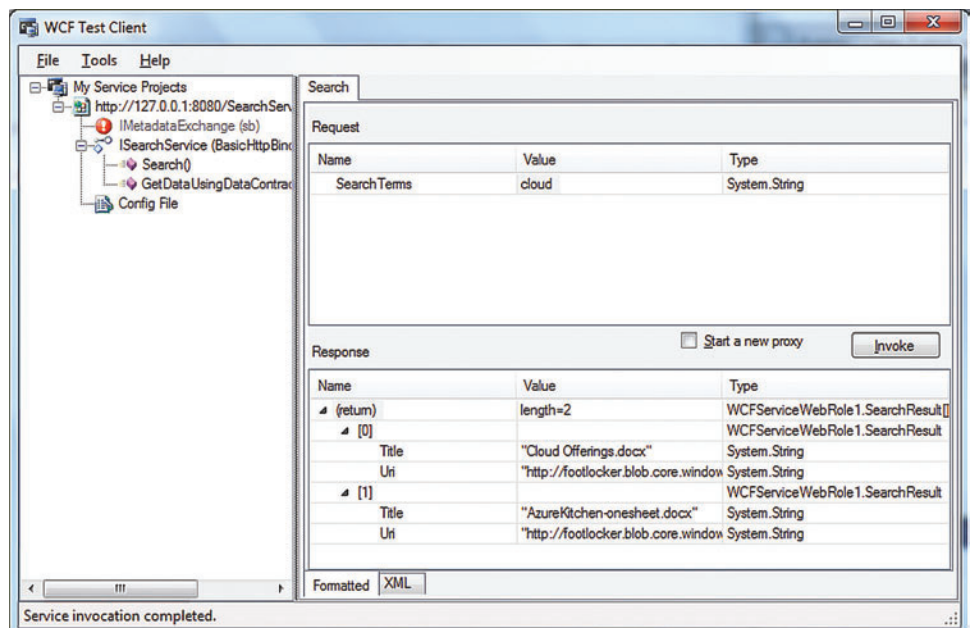 WCF Test Client
File Tools Help
My Service Projects
http://127.0.0.1:8080/SearchServ
IMetadataExchange (sb)
ISearchService (BasicHttpBind
Search()
GetDataUsingDataContrac
Config File
Search
Request
Name Value Type
SearchTerms cloud System.String
Start a new proxy
Invoke
Response
Name Value Type
(return) length=2 WCFServiceWebRole1.SearchResult[]
[0] WCFServiceWebRole1.SearchResult
Title "Cloud Offerings.docx" System.String
Uri "http://footlocker.blob.core.window System.String
[1] WCFServiceWebRole1.SearchResult
Title "AzureKitchen-onesheet.docx" System.String
Uri "http://footlocker.blob.core.window System.String
Formatted XML
Service invocation completed.